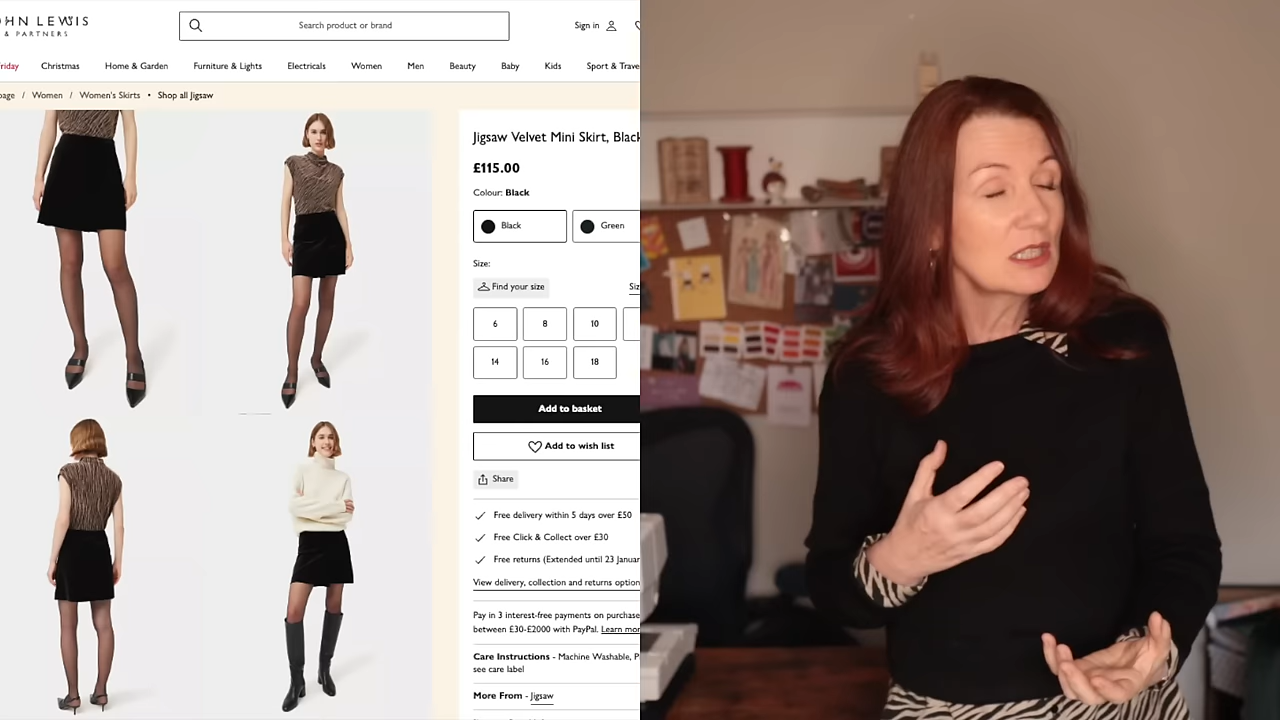 OHN LEWIS
& PARTNERS
Search product or brand
Sign in
riday Christmas Home & Garden Furniture & Lights Electricals Women Men Beauty Baby Kids Sport & Trave
page / Women / Women's Skirts • Shop all Jigsaw
Jigsaw Velvet Mini Skirt, Black
£115.00
Colour: Black
Black Green
Size:
Find your size Siz
6 8 10
14 16 18
Add to basket
Add to wish list
Share
Free delivery within 5 days over £50
Free Click & Collect over £30
Free returns (Extended until 23 Januar
View delivery, collection and returns option
Pay in 3 interest-free payments on purchase
between £30-£2000 with PayPal. Learn mor
Care Instructions - Machine Washable, P
see care label
More From - Jigsaw